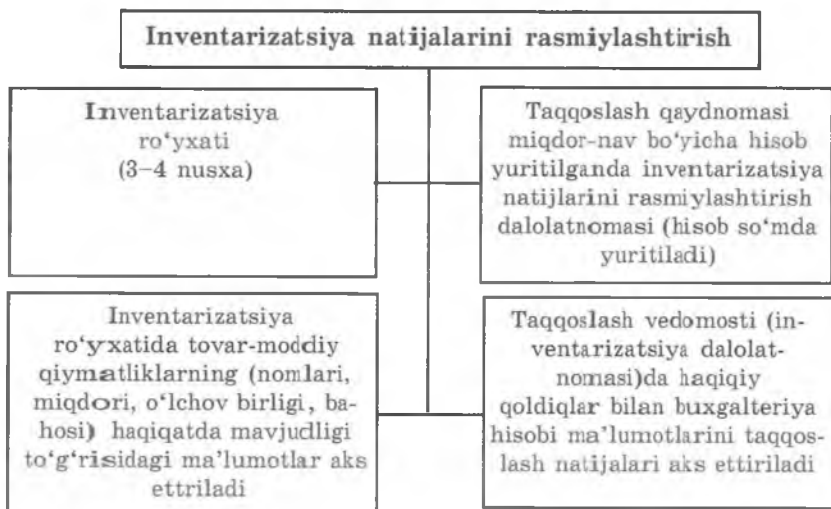 Inventarizatsiya natijalarini rasmiylashtirish
Inventarizatsiya
ro‘yxati
(3–4 nusxa)
Taqqoslash qaydnomasi
miqdor-nav bo‘yicha hisob
yuritilganda inventarizatsiya
natijlarini rasmiylashtirish
dalolatnomasi (hisob so‘mda
yuritiladi)
Inventarizatsiya
ro‘yxatida tovar-moddiy
qiymatliklarning (nomlari,
miqdori, o‘lchov birligi, ba-
hosi) haqiqatda mavjudligi
to‘g‘risidagi ma’lumotlar aks
ettriladi
Taqqoslash vedomosti (in-
ventarizatsiya dalolat-
nomasi)da haqiqiy
qoldiqlar bilan buxgalteriya
hisobi ma’lumotlarini taqqos-
lash natijalari aks ettiriladi